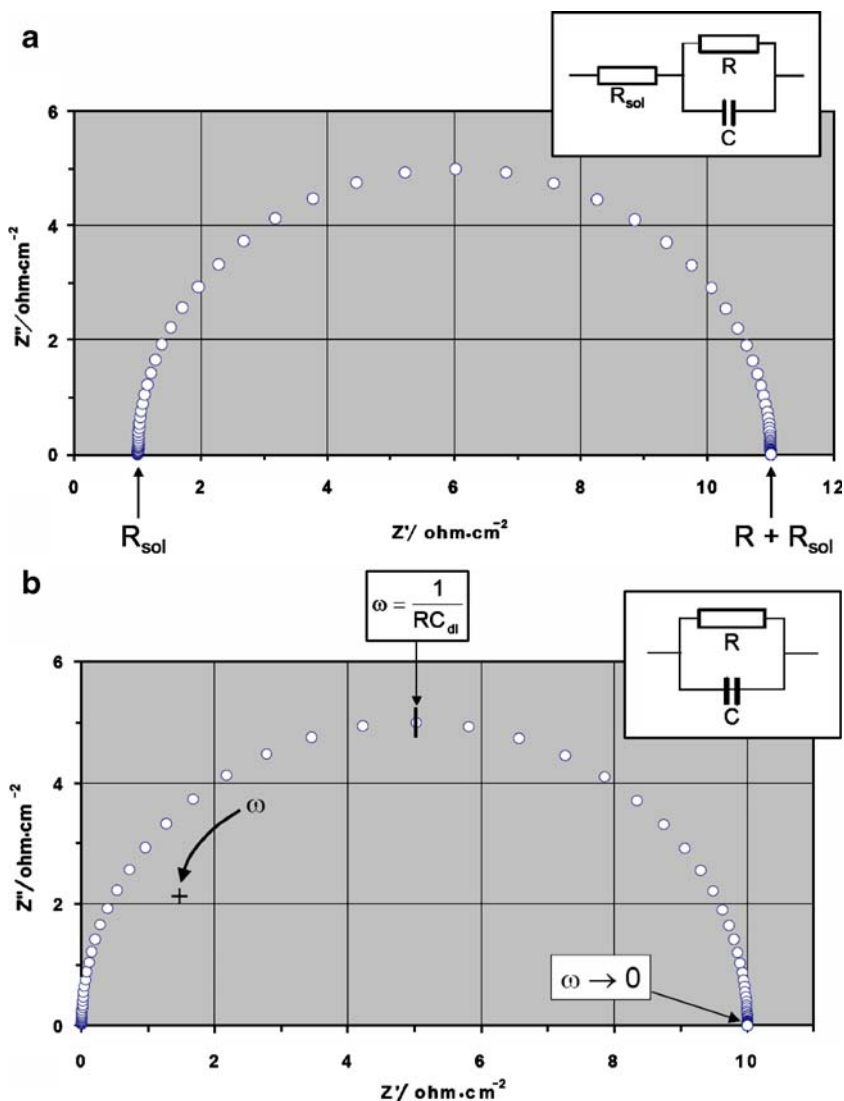 a
R
R_sol
C
6
4
2
0
Z"/ohm·cm⁻²
0 2 4 6 8 10 12
Z'/ ohm·cm⁻²
R_sol
R + R_sol
b
ω = 1/RC_dl
R
C
6
4
2
0
Z"/ohm·cm⁻²
ω
+
ω → 0
0 2 4 6 8 10
Z'/ ohm·cm⁻²